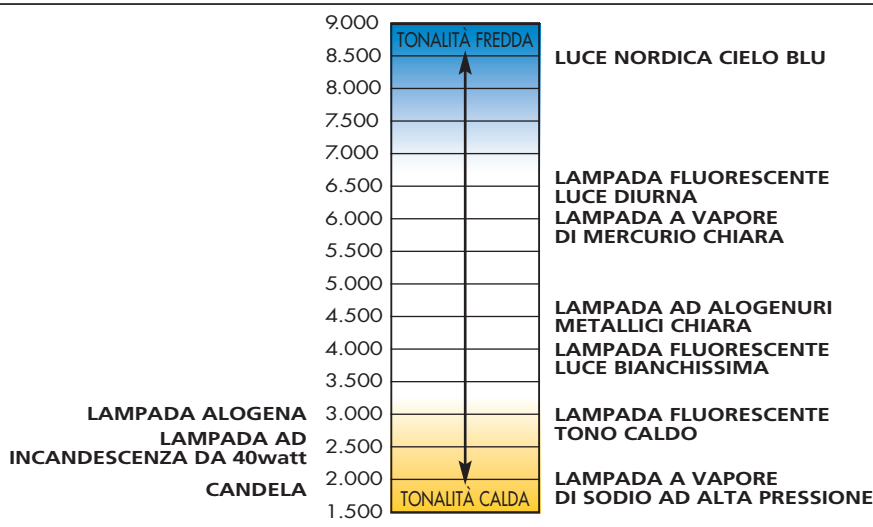 9.000
TONALITÀ FREDDA
8.500
LUCE NORDICA CIELO BLU
8.000
7.500
7.000
6.500
LAMPADA FLUORESCENTE
LUCE DIURNA
6.000
LAMPADA A VAPORE
DI MERCURIO CHIARA
5.500
5.000
4.500
LAMPADA AD ALOGENURI
METALLICI CHIARA
4.000
LAMPADA FLUORESCENTE
LUCE BIANCHISSIMA
3.500
LAMPADA ALOGENA
3.000
LAMPADA FLUORESCENTE
TONO CALDO
LAMPADA AD
INCANDESCENZA DA 40watt
2.500
2.000
CANDELA
TONALITÀ CALDA
LAMPADA A VAPORE
DI SODIO AD ALTA PRESSIONE
1.500